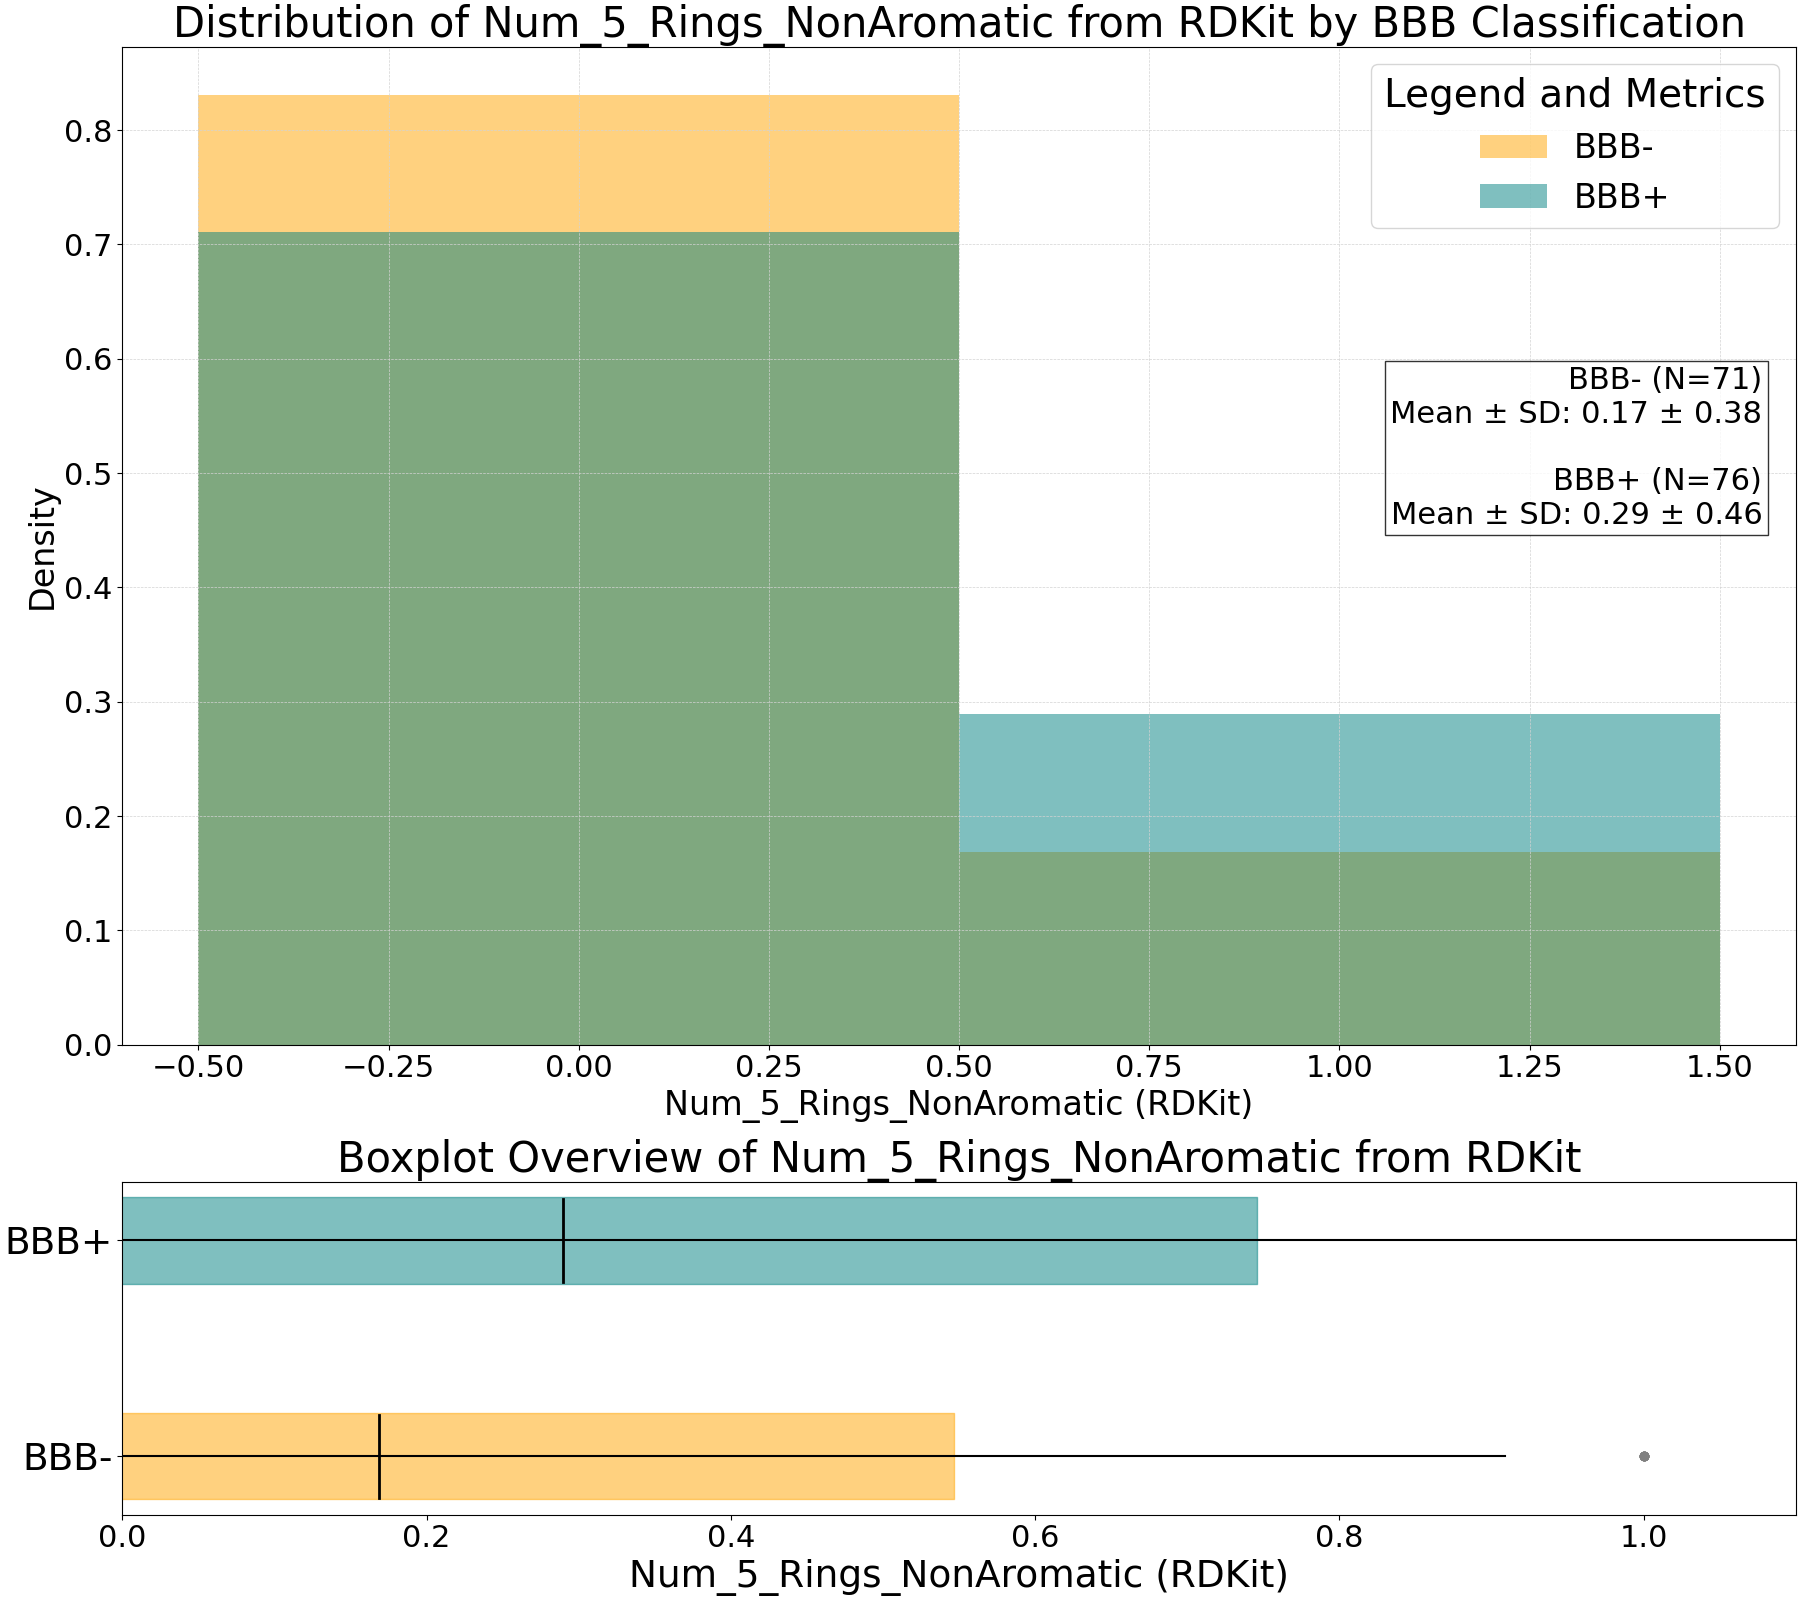 Distribution of Num_5_Rings_NonAromatic from RDKit by BBB Classification
Legend and Metrics
BBB-
BBB+
BBB- (N=71)
Mean ± SD: 0.17 ± 0.38
BBB+ (N=76)
Mean ± SD: 0.29 ± 0.46
Density
0.8
0.7
0.6
0.5
0.4
0.3
0.2
0.1
0.0
−0.50 −0.25 0.00 0.25 0.50 0.75 1.00 1.25 1.50
Num_5_Rings_NonAromatic (RDKit)
Boxplot Overview of Num_5_Rings_NonAromatic from RDKit
BBB+
BBB-
0.0 0.2 0.4 0.6 0.8 1.0
Num_5_Rings_NonAromatic (RDKit)